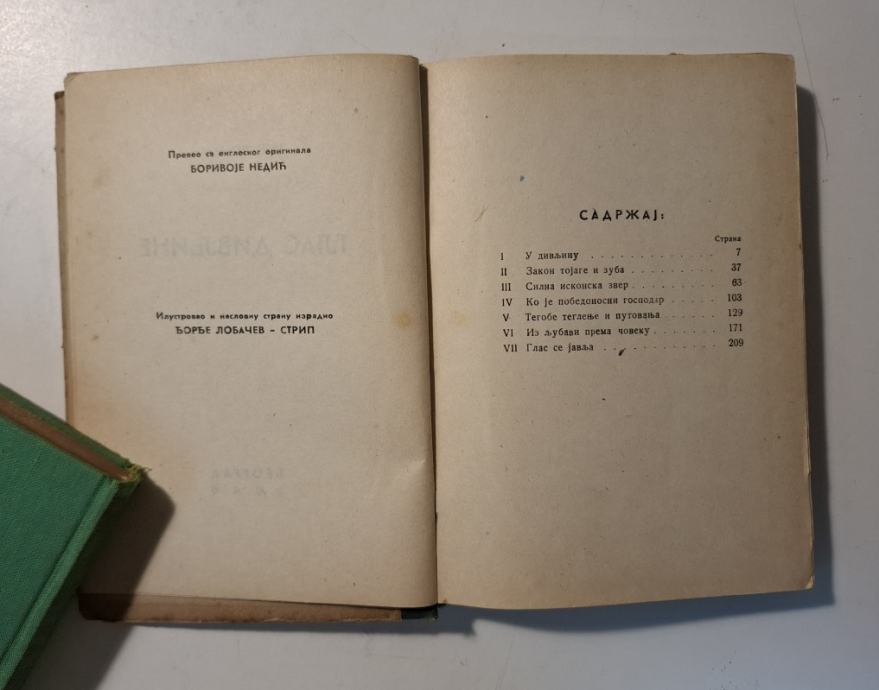 Превео са енглеског оригинала
БОРИВОЈЕ НЕДИЋ
Илустровао и насловну страну израдио
ЂОРЂЕ ЛОБАЧЕВ – СТРИП
САДРЖАЈ:
Страна
I У дивљину . . . . . . . . . . . . . 7
II Закон тојаге и зуба . . . . . . . . . 37
III Силна исконска звер . . . . . . . . . 63
IV Ко је победоносни господар . . . . . . 103
V Тегобе теглење и путовања . . . . . . 129
VI Из љубави према човеку . . . . . . . 171
VII Глас се јавља . . . . . . . . . . . . 209